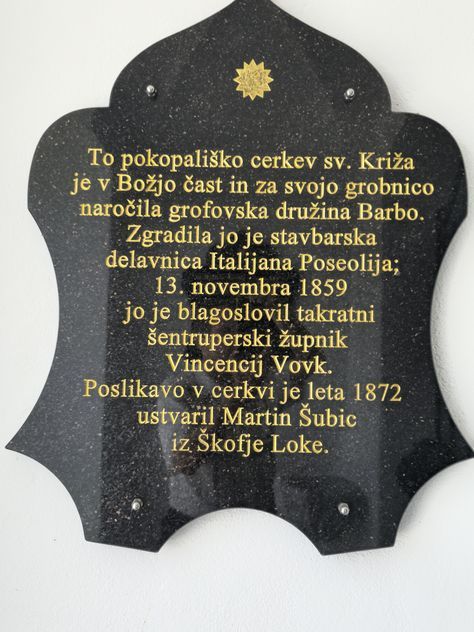 To pokopališko cerkev sv. Križa
je v Božjo čast in za svojo grobnico
naročila grofovska družina Barbo.
Zgradila jo je stavbarska
delavnica Italijana Poseolija;
13. novembra 1859
jo je blagoslovil takratni
šentruperski župnik
Vincencij Vovk.
Poslikavo v cerkvi je leta 1872
ustvaril Martin Šubic
iz Škofje Loke.